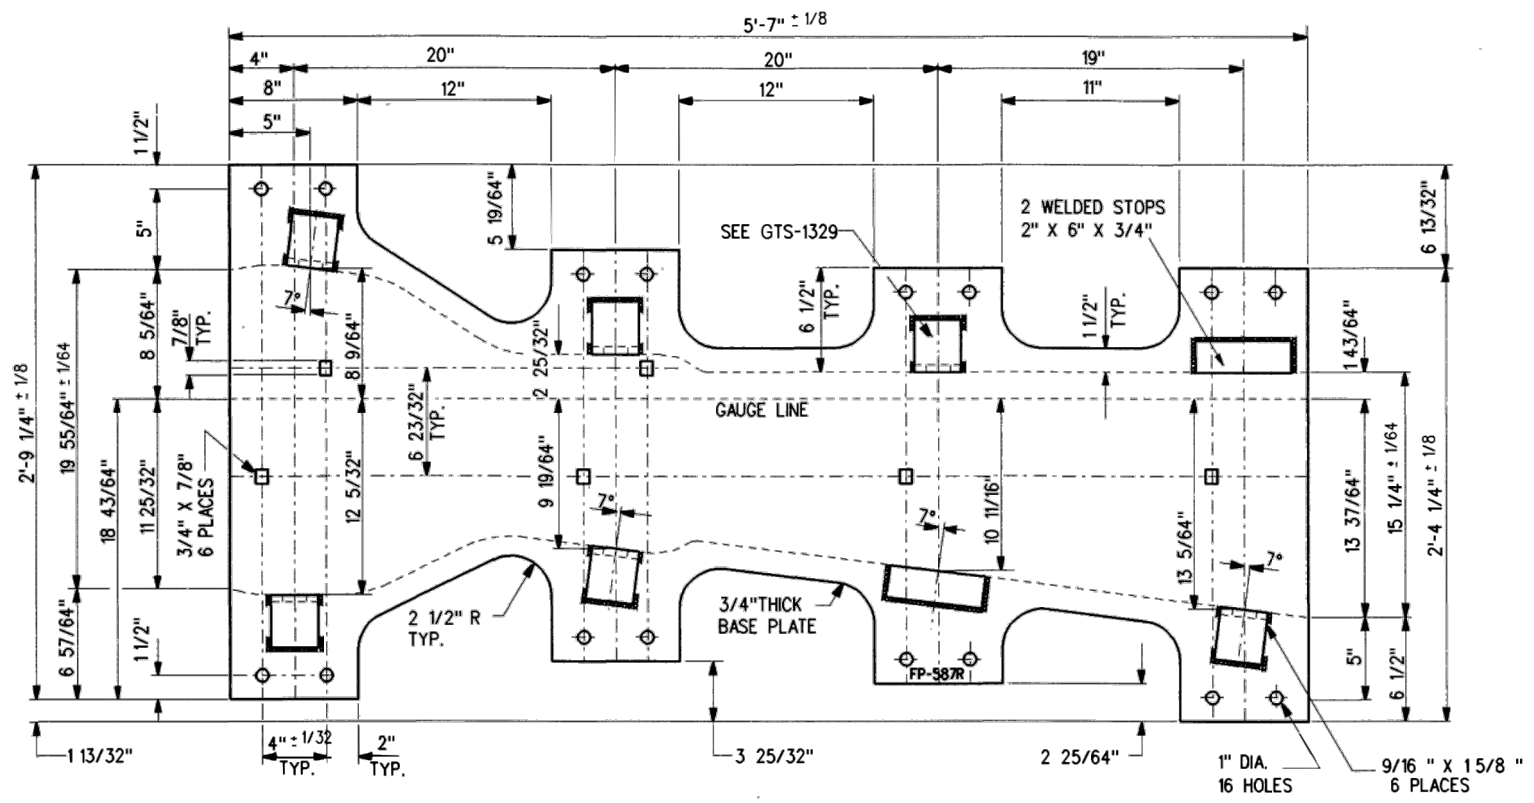 5'-7" ± 1/8
4"
20"
20"
19"
8"
12"
12"
11"
5"
1 1/2"
5"
5 19/64"
6 13/32"
2 WELDED STOPS
2" X 6" X 3/4"
SEE GTS-1329
7°
7/8"
TYP.
8 5/64"
8 9/64"
2 25/32"
6 1/2"
TYP.
1 1/2"
TYP.
1 43/64"
2'-9 1/4" ± 1/8
19 55/64" ± 1/64
GAUGE LINE
6 23/32"
TYP.
18 43/64"
11 25/32"
3/4" X 7/8"
6 PLACES
12 5/32"
9 19/64"
7°
10 11/16"
7°
13 5/64"
7°
13 37/64"
15 1/4" ± 1/64
2'-4 1/4" ± 1/8
6 57/64"
1 1/2"
2 1/2" R
TYP.
3/4"THICK
BASE PLATE
FP-587R
5"
6 1/2"
1 13/32"
4" ± 1/32
TYP.
2"
TYP.
3 25/32"
2 25/64"
1" DIA.
16 HOLES
9/16 " X 1 5/8 "
6 PLACES